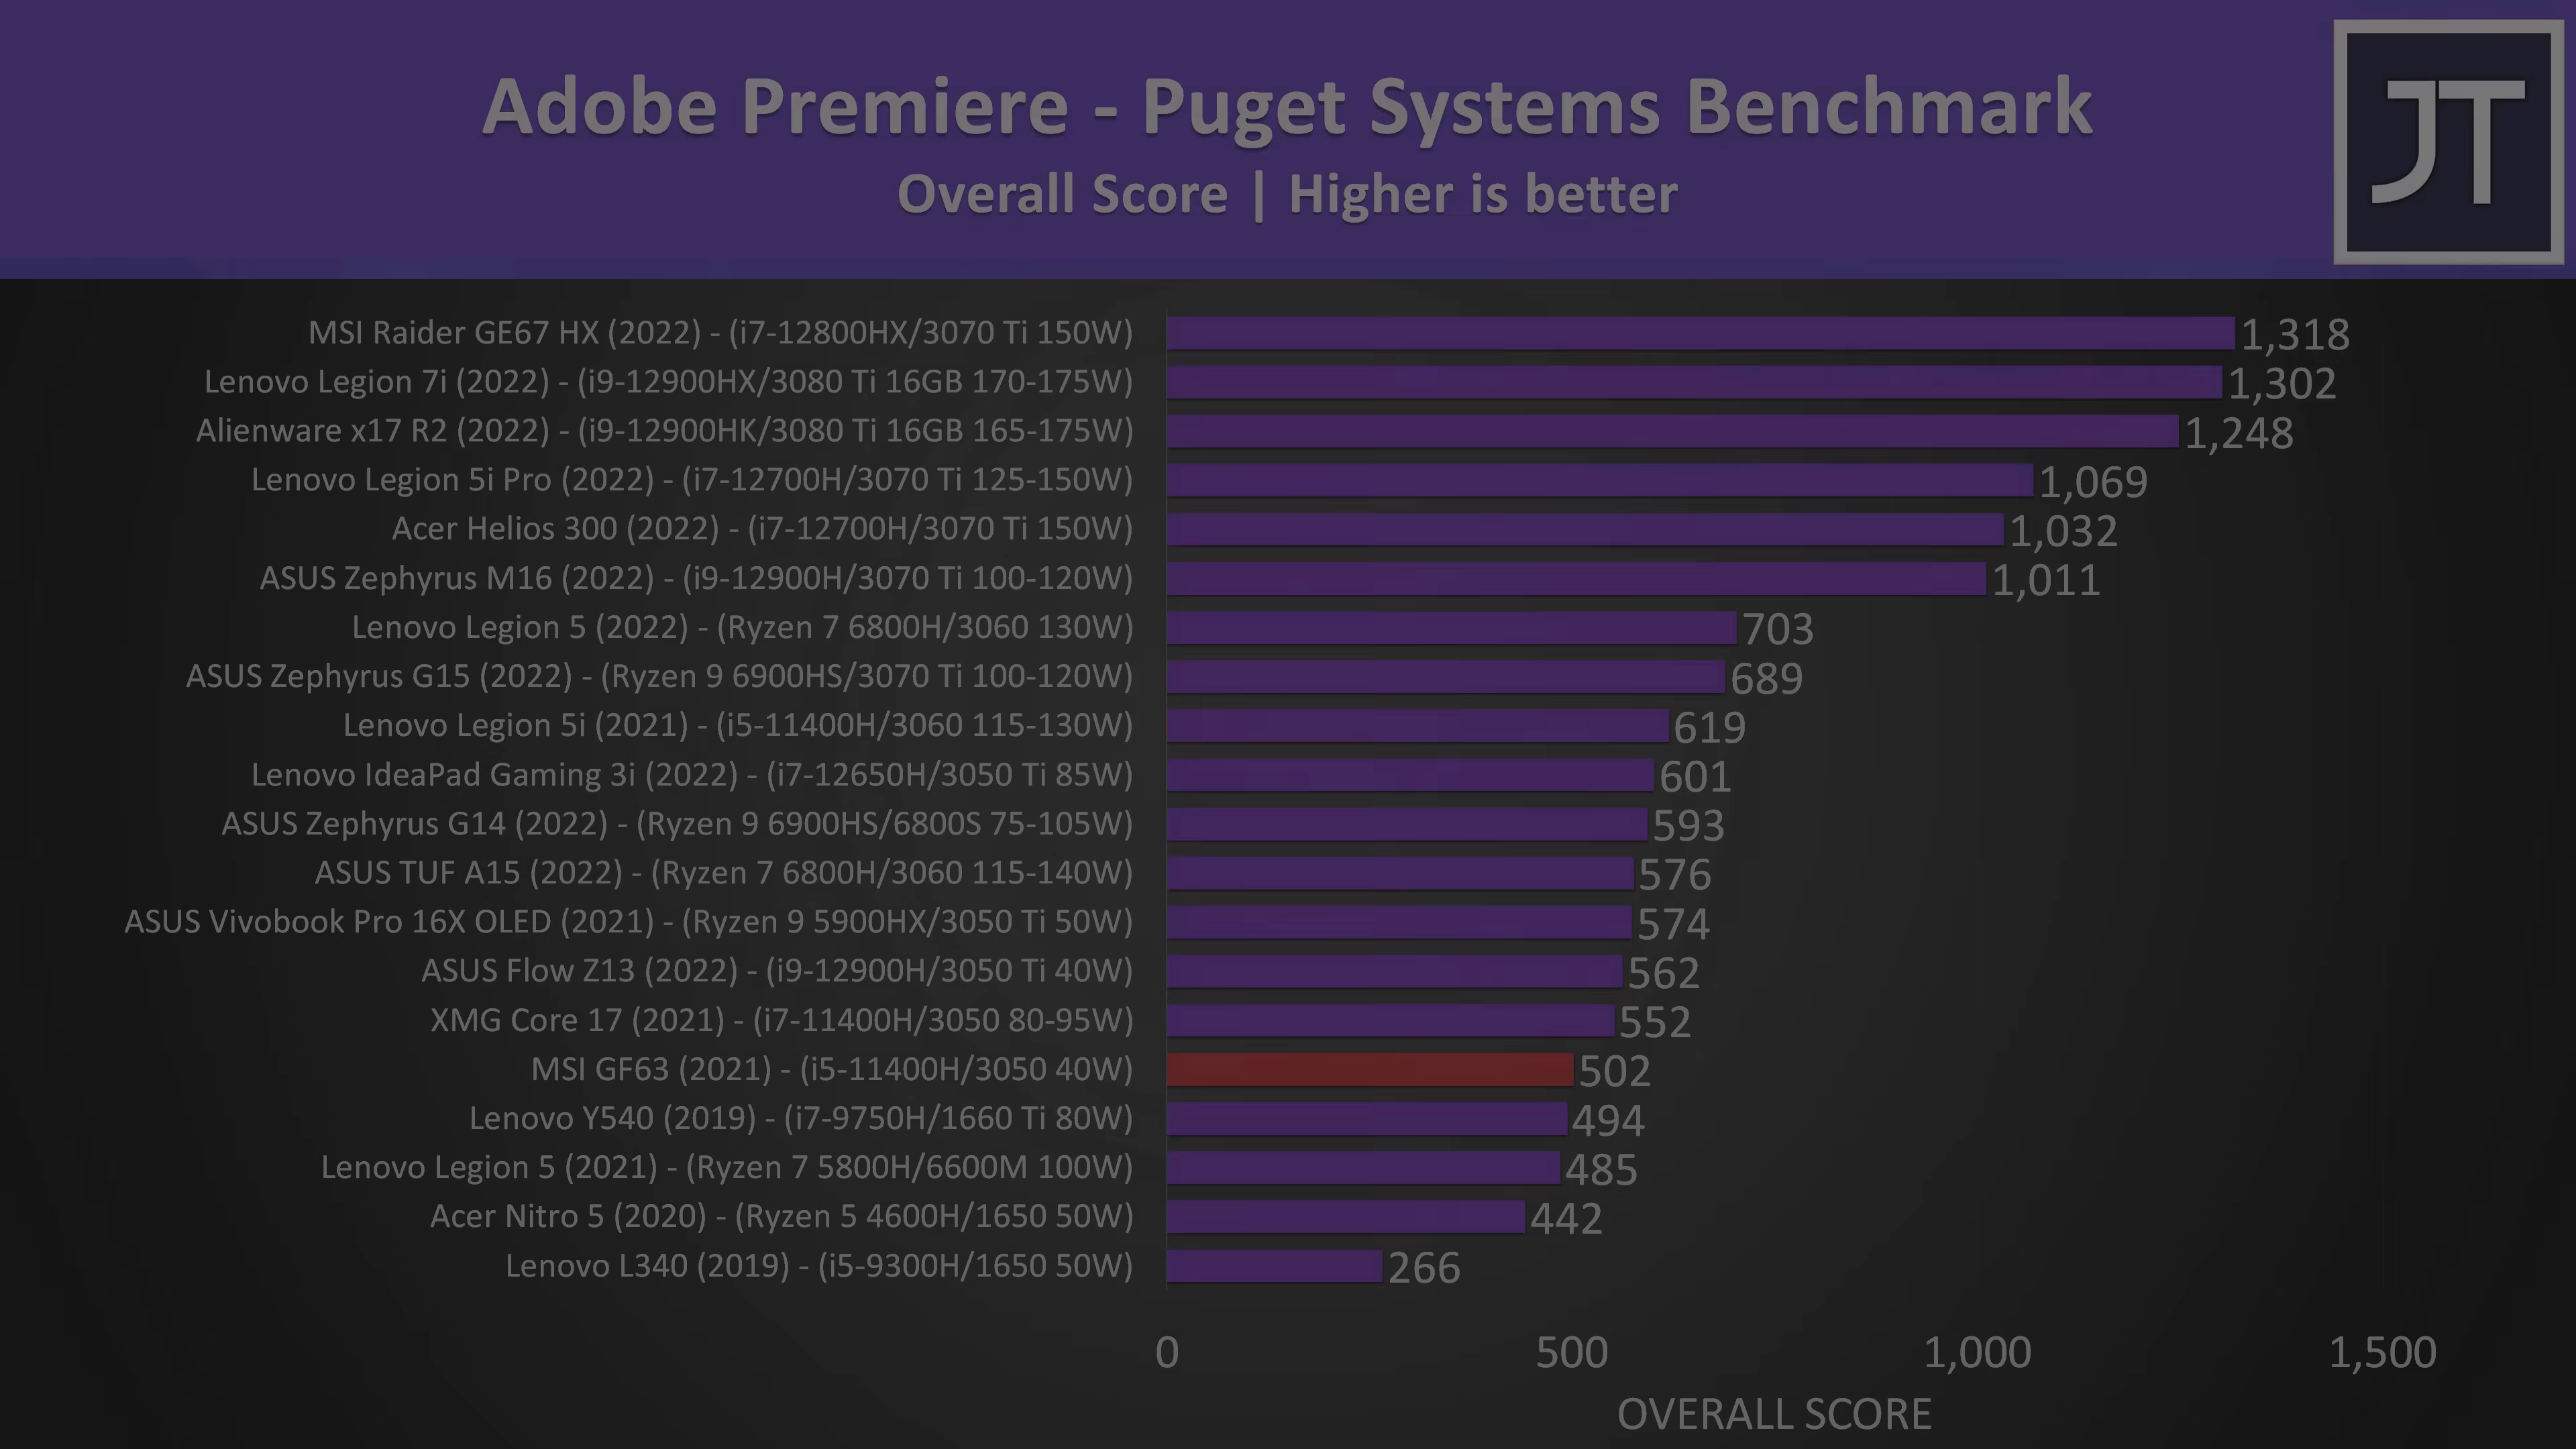 Adobe Premiere - Puget Systems Benchmark
Overall Score | Higher is better
JT
MSI Raider GE67 HX (2022) - (i7-12800HX/3070 Ti 150W) 1,318
Lenovo Legion 7i (2022) - (i9-12900HX/3080 Ti 16GB 170-175W) 1,302
Alienware x17 R2 (2022) - (i9-12900HK/3080 Ti 16GB 165-175W) 1,248
Lenovo Legion 5i Pro (2022) - (i7-12700H/3070 Ti 125-150W) 1,069
Acer Helios 300 (2022) - (i7-12700H/3070 Ti 150W) 1,032
ASUS Zephyrus M16 (2022) - (i9-12900H/3070 Ti 100-120W) 1,011
Lenovo Legion 5 (2022) - (Ryzen 7 6800H/3060 130W) 703
ASUS Zephyrus G15 (2022) - (Ryzen 9 6900HS/3070 Ti 100-120W) 689
Lenovo Legion 5i (2021) - (i5-11400H/3060 115-130W) 619
Lenovo IdeaPad Gaming 3i (2022) - (i7-12650H/3050 Ti 85W) 601
ASUS Zephyrus G14 (2022) - (Ryzen 9 6900HS/6800S 75-105W) 593
ASUS TUF A15 (2022) - (Ryzen 7 6800H/3060 115-140W) 576
ASUS Vivobook Pro 16X OLED (2021) - (Ryzen 9 5900HX/3050 Ti 50W) 574
ASUS Flow Z13 (2022) - (i9-12900H/3050 Ti 40W) 562
XMG Core 17 (2021) - (i7-11400H/3050 80-95W) 552
MSI GF63 (2021) - (i5-11400H/3050 40W) 502
Lenovo Y540 (2019) - (i7-9750H/1660 Ti 80W) 494
Lenovo Legion 5 (2021) - (Ryzen 7 5800H/6600M 100W) 485
Acer Nitro 5 (2020) - (Ryzen 5 4600H/1650 50W) 442
Lenovo L340 (2019) - (i5-9300H/1650 50W) 266
0 500 1,000 1,500
OVERALL SCORE